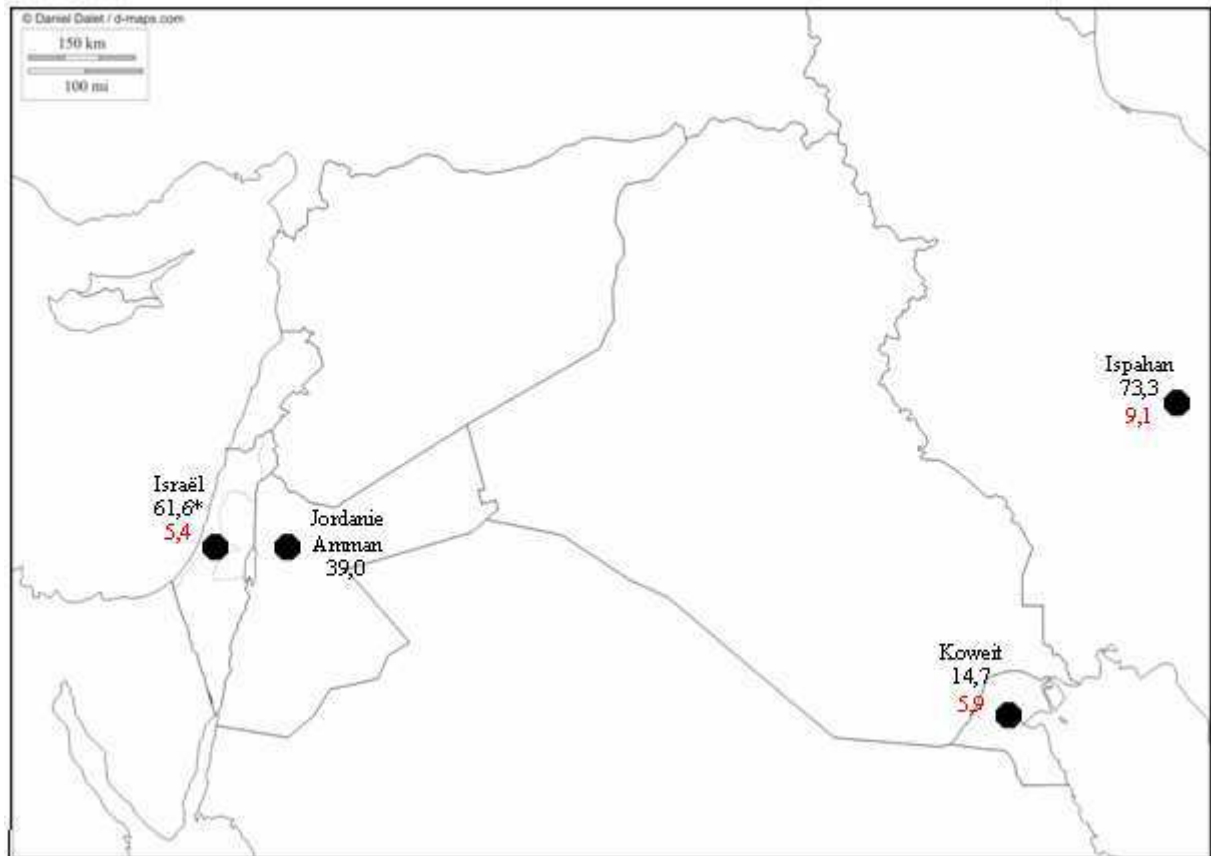 © Daniel Dalet / d-maps.com
150 km
100 mi
Ispahan
73,3
9,1
Israël
61,6*
5,4
Jordanie
Amman
39,0
Koweit
14,7
5,9